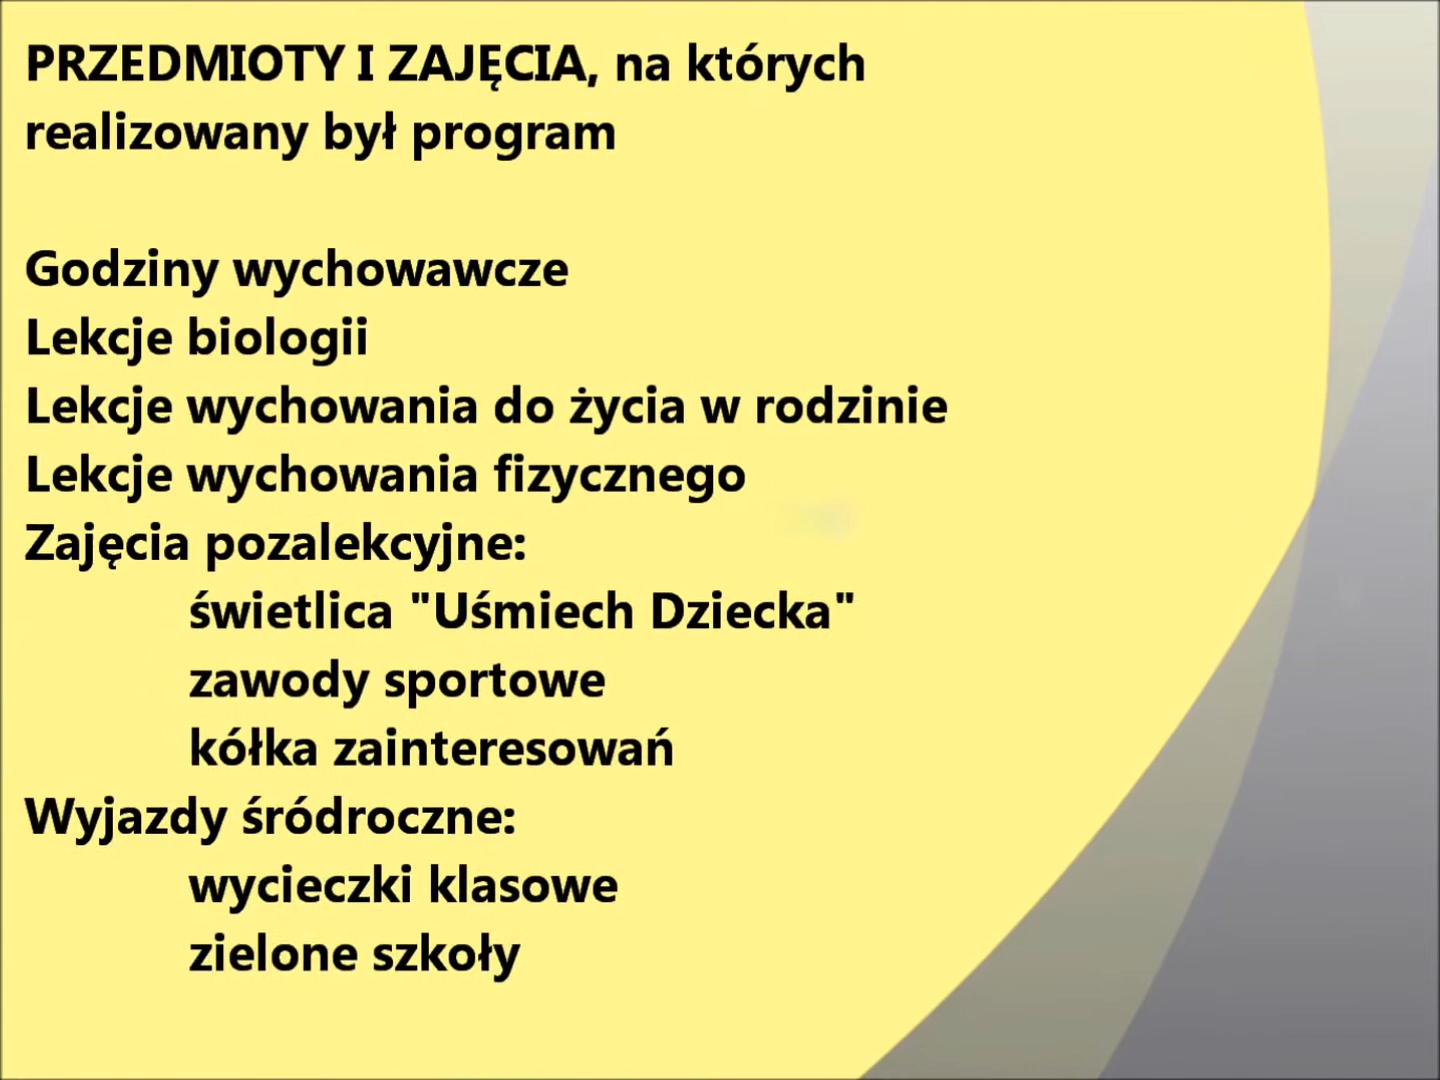 PRZEDMIOTY I ZAJĘCIA, na których
realizowany był program
Godziny wychowawcze
Lekcje biologii
Lekcje wychowania do życia w rodzinie
Lekcje wychowania fizycznego
Zajęcia pozalekcyjne:
świetlica "Uśmiech Dziecka"
zawody sportowe
kółka zainteresowań
Wyjazdy śródroczne:
wycieczki klasowe
zielone szkoły